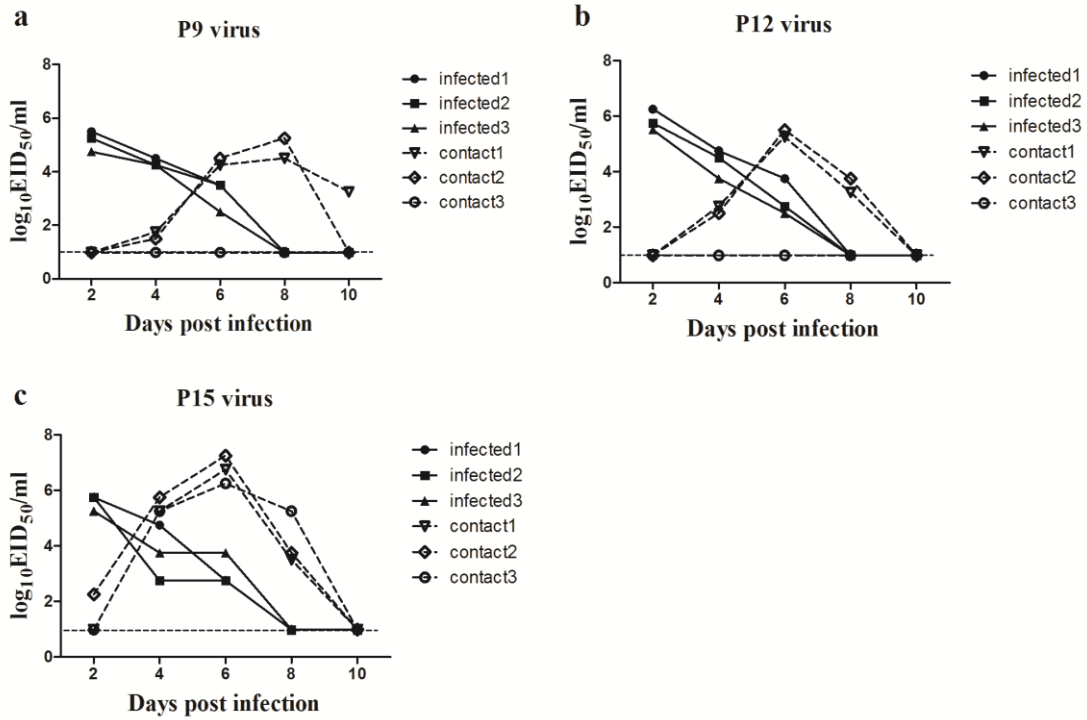 a
P9 virus
log10EID50/ml
8
6
4
2
0
2 4 6 8 10
Days post infection
infected1
infected2
infected3
contact1
contact2
contact3
b
P12 virus
log10EID50/ml
8
6
4
2
0
2 4 6 8 10
Days post infection
infected1
infected2
infected3
contact1
contact2
contact3
c
P15 virus
log10EID50/ml
8
6
4
2
0
2 4 6 8 10
Days post infection
infected1
infected2
infected3
contact1
contact2
contact3